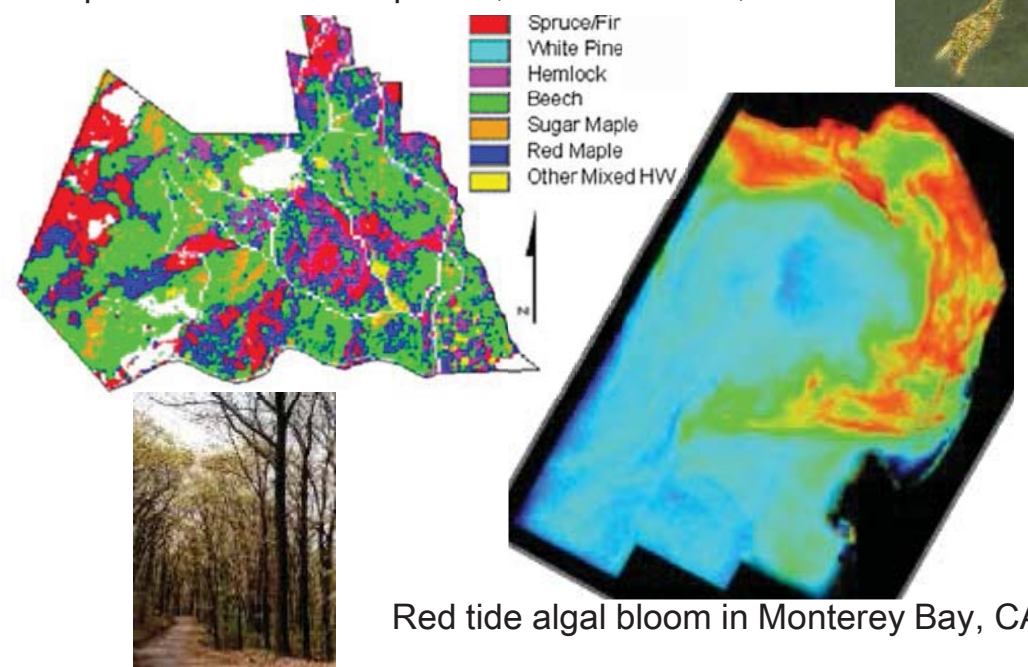 Spruce/Fir
White Pine
Hemlock
Beech
Sugar Maple
Red Maple
Other Mixed HW
N
Red tide algal bloom in Monterey Bay, CA